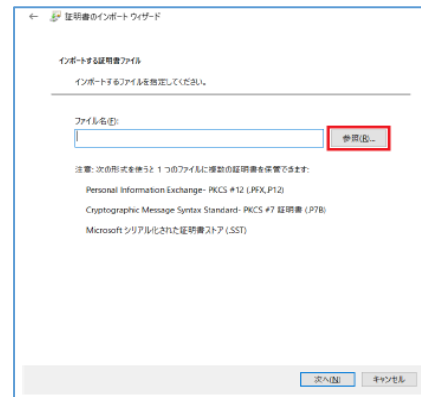 ← 証明書のインポート ウィザード
インポートする証明書ファイル
インポートするファイルを指定してください。
ファイル名(F):
参照(R)...
注意: 次の形式を使うと 1 つのファイルに複数の証明書を保管できます:
Personal Information Exchange- PKCS #12 (.PFX,.P12)
Cryptographic Message Syntax Standard- PKCS #7 証明書 (.P7B)
Microsoft シリアル化された証明書ストア (.SST)
次へ(N)
キャンセル